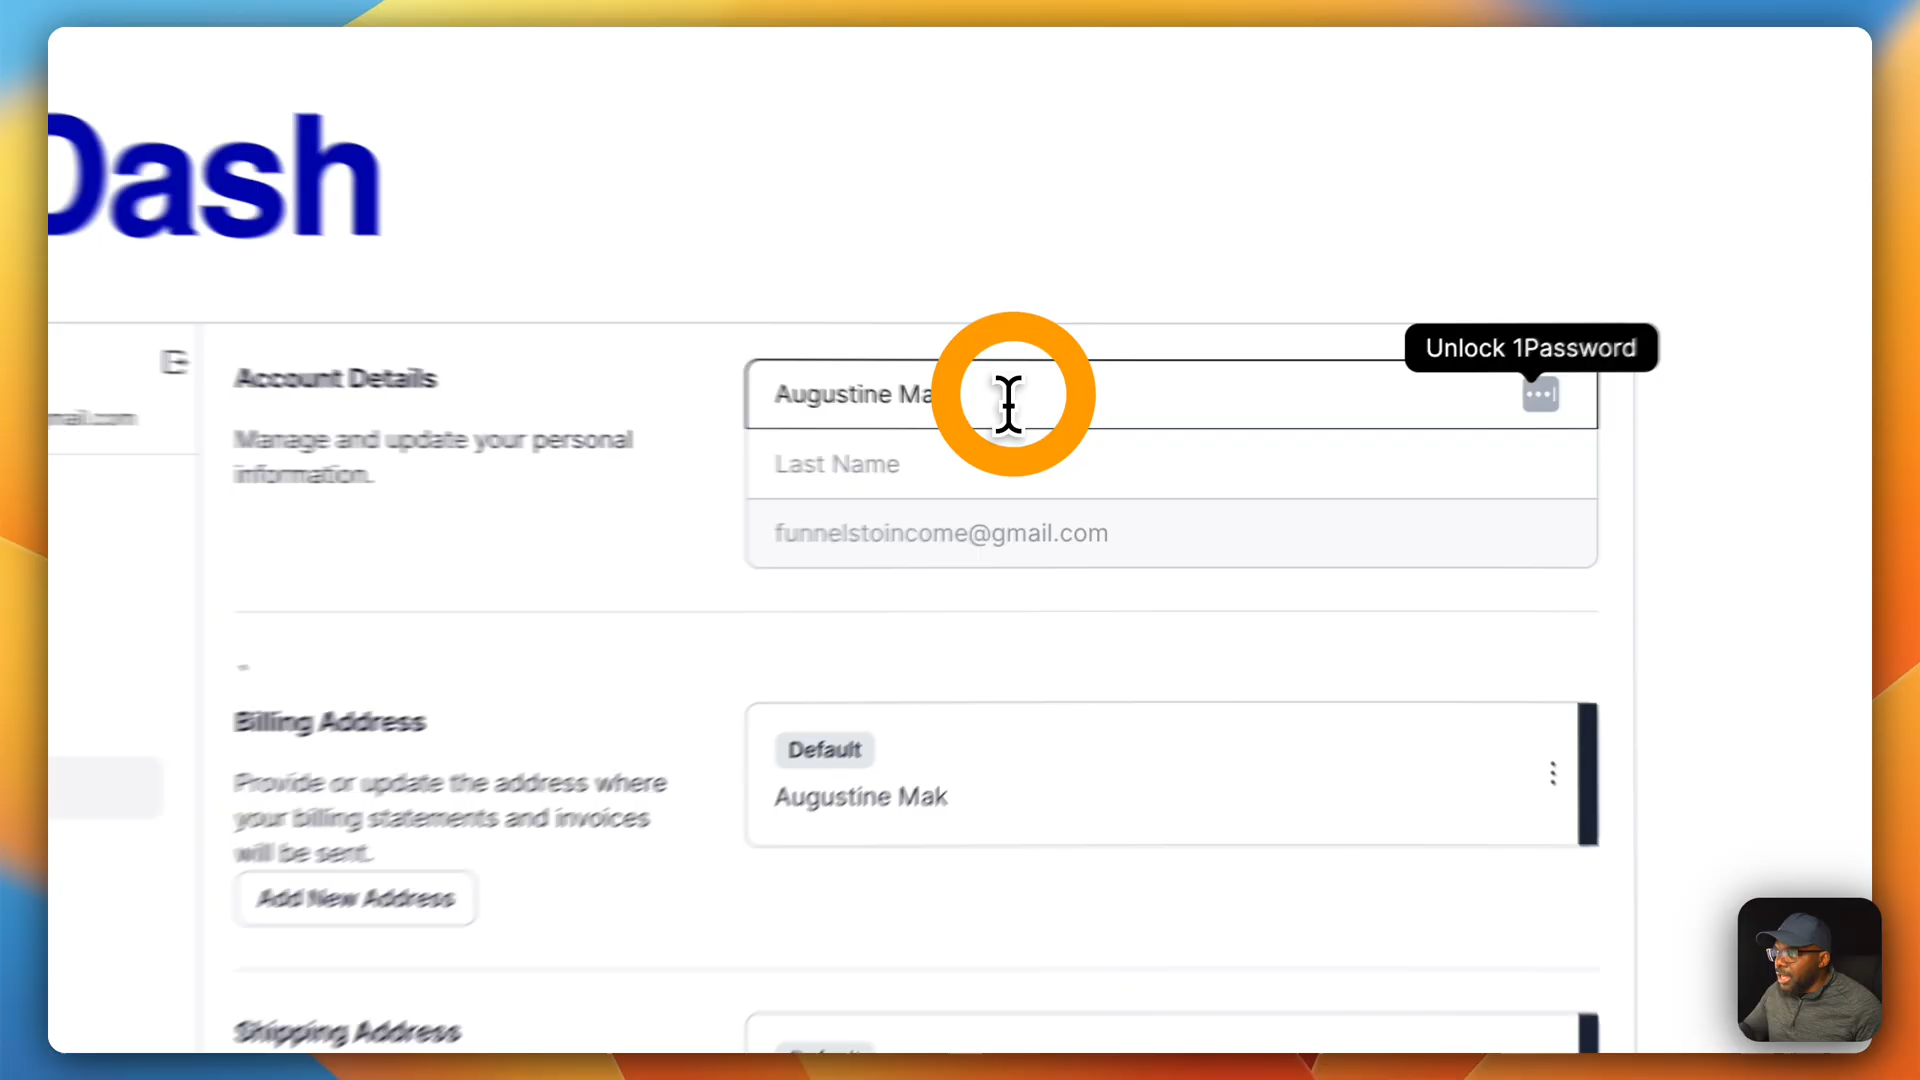 Dash
Account Details
Manage and update your personal
information.
mail.com
Augustine Ma
Unlock 1Password
Last Name
funnelstoincome@gmail.com
Billing Address
Provide or update the address where
your billing statements and invoices
will be sent.
Add New Address
Default
Augustine Mak
Shipping Address